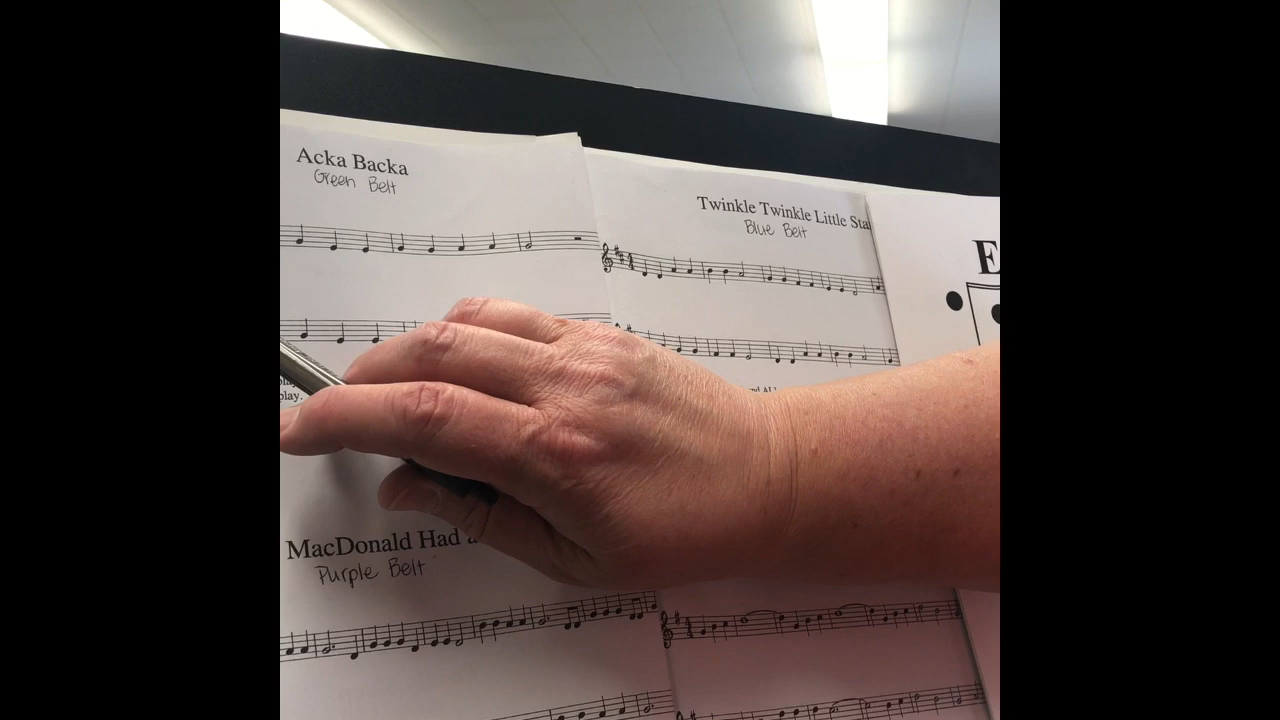 Acka Backa
Green Belt
Twinkle Twinkle Little Sta
Blue Belt
E
play.
MacDonald Had a
Purple Belt